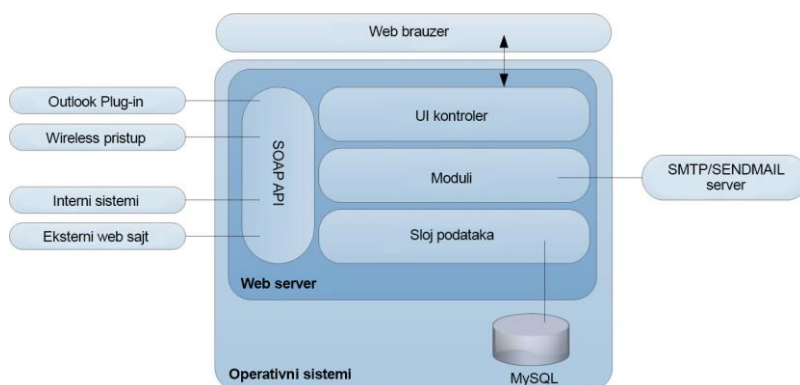 Web brauzer
Outlook Plug-in
Wireless pristup
Interni sistemi
Eksterni web sajt
SOAP API
UI kontroler
Moduli
Sloj podataka
SMTP/SENDMAIL
server
Web server
MySQL
Operativni sistemi